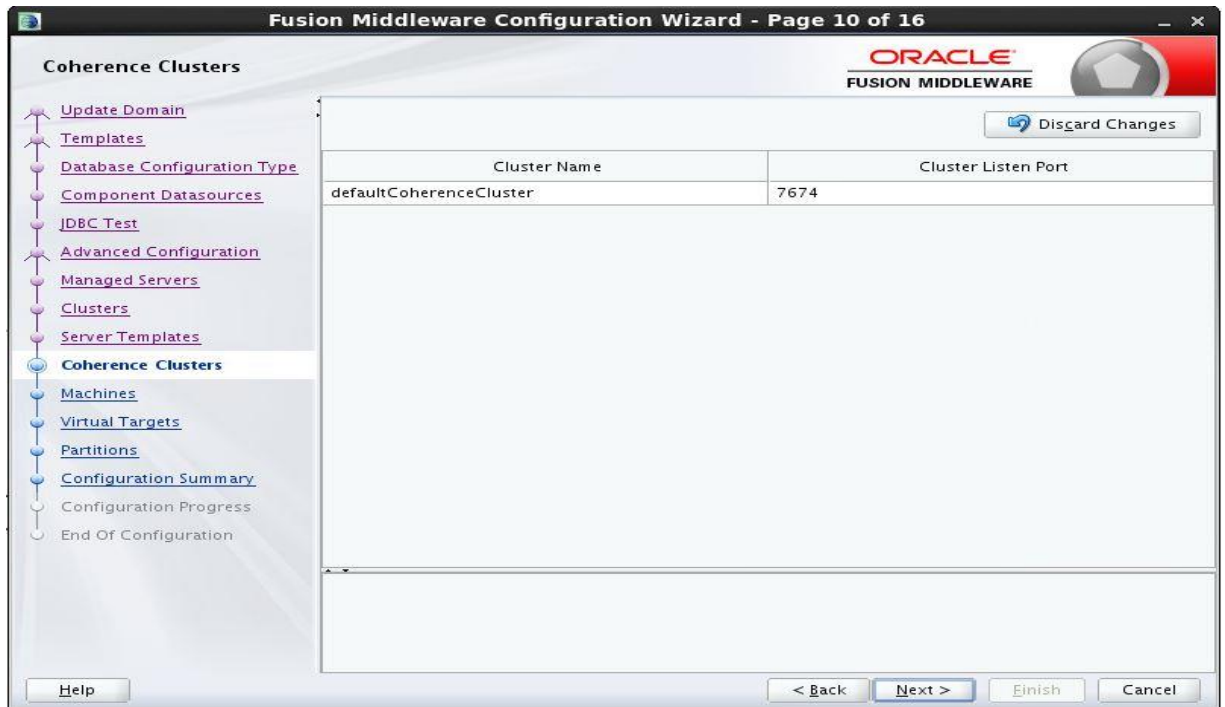 Fusion Middleware Configuration Wizard - Page 10 of 16
Coherence Clusters
ORACLE
FUSION MIDDLEWARE
Update Domain
Templates
Database Configuration Type
Component Datasources
JDBC Test
Advanced Configuration
Managed Servers
Clusters
Server Templates
Coherence Clusters
Machines
Virtual Targets
Partitions
Configuration Summary
Configuration Progress
End Of Configuration
Discard Changes
Cluster Name Cluster Listen Port
defaultCoherenceCluster 7674
Help < Back Next > Finish Cancel